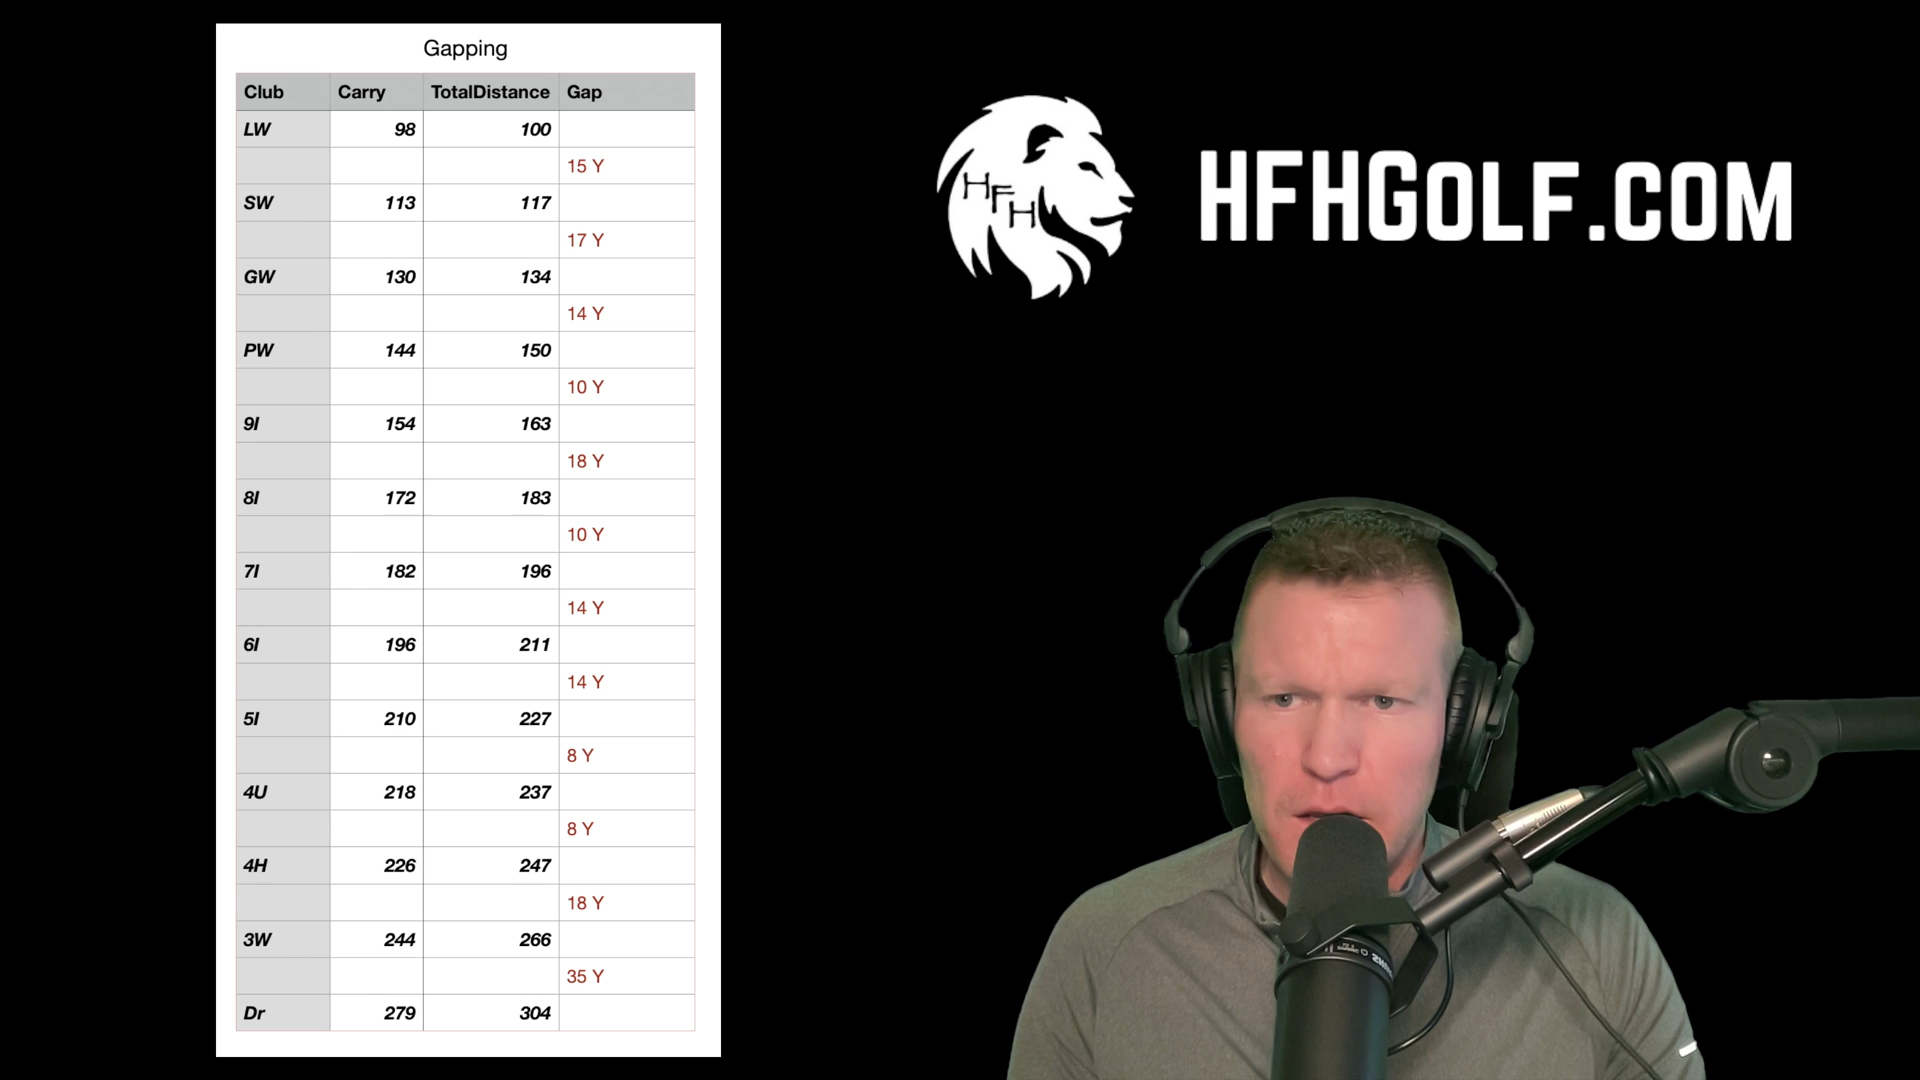 Gapping
Club Carry TotalDistance Gap
LW 98 100
15 Y
SW 113 117
17 Y
GW 130 134
14 Y
PW 144 150
10 Y
9I 154 163
18 Y
8I 172 183
10 Y
7I 182 196
14 Y
6I 196 211
14 Y
5I 210 227
8 Y
4U 218 237
8 Y
4H 226 247
18 Y
3W 244 266
35 Y
Dr 279 304
HFH
HFHGOLF.COM